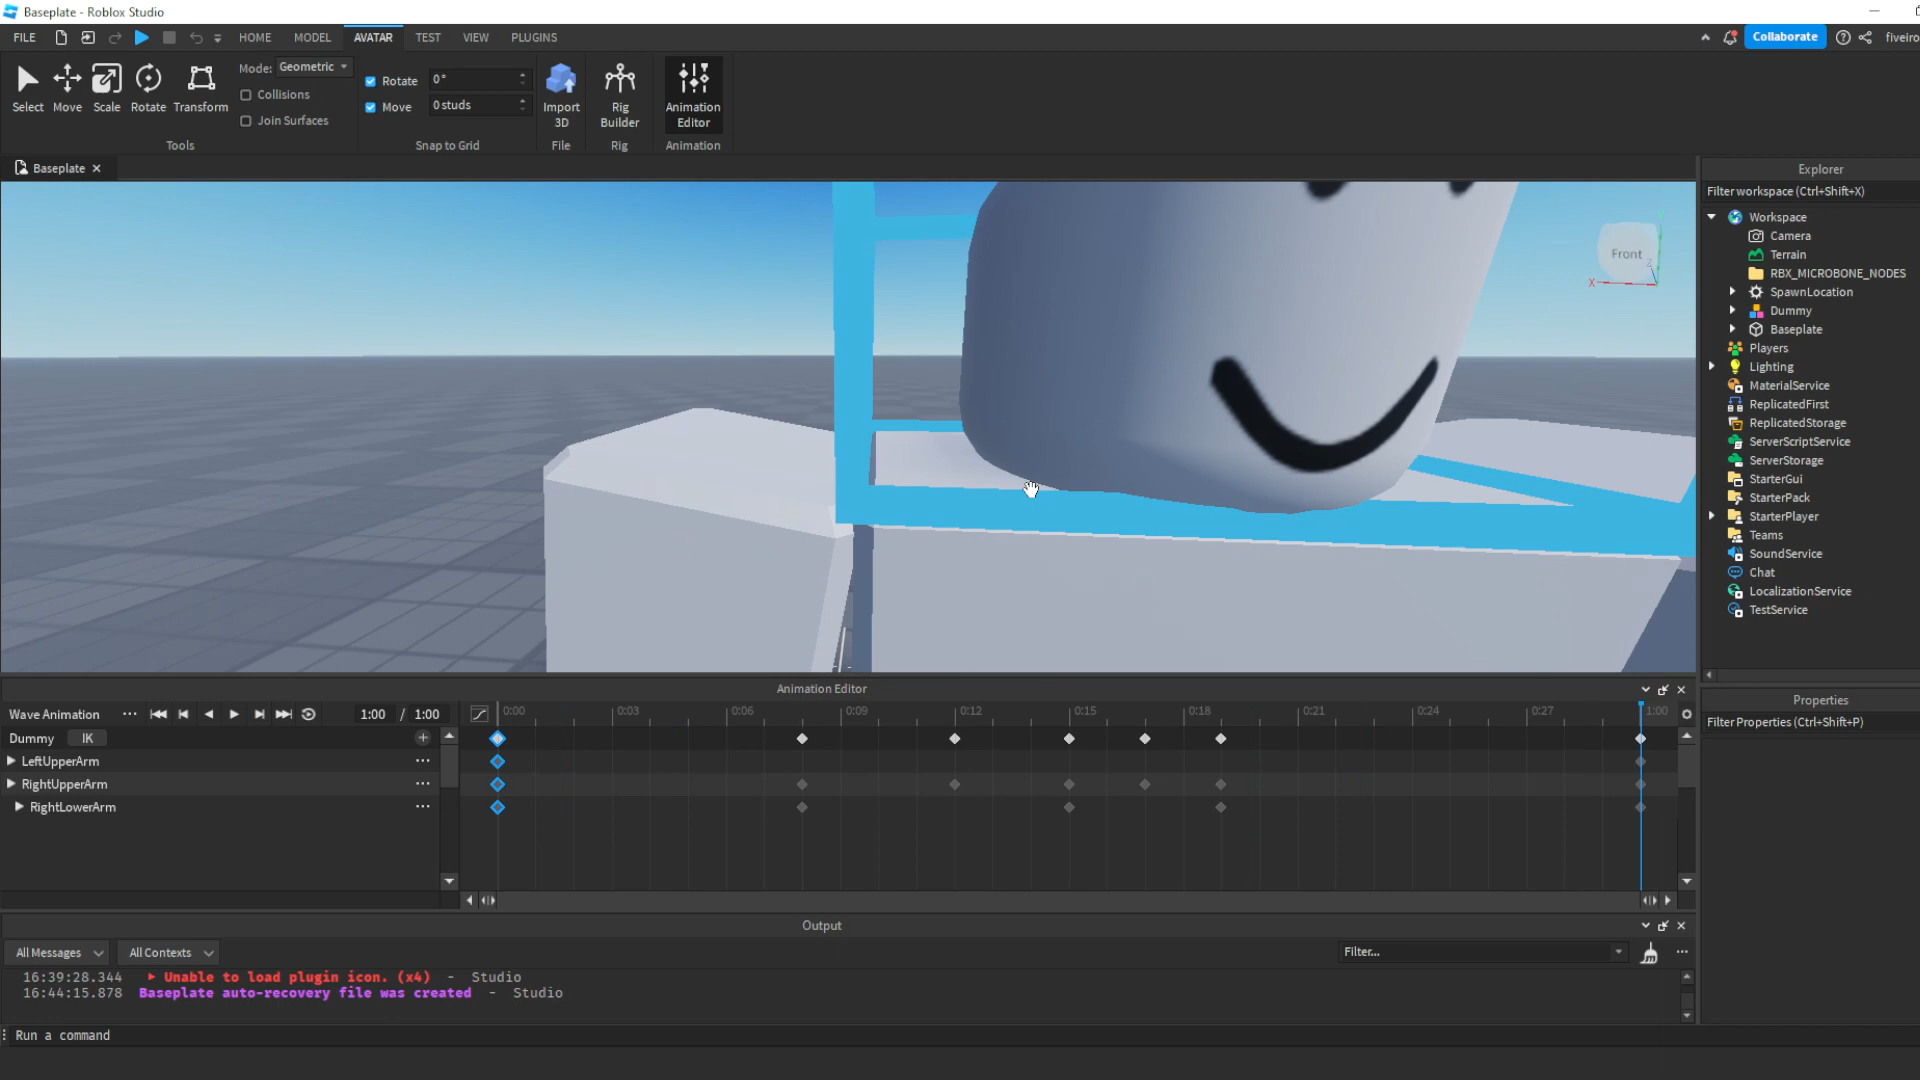 Baseplate - Roblox Studio
FILE HOME MODEL AVATAR TEST VIEW PLUGINS Collaborate fiveiro
Select Move Scale Rotate Transform
Mode: Geometric
Collisions
Join Surfaces
Tools
Rotate 0°
Move 0 studs
Snap to Grid
Import 3D
File
Rig Builder
Rig
Animation Editor
Animation
Baseplate
Front
X
Z
Explorer
Filter workspace (Ctrl+Shift+X)
Workspace
Camera
Terrain
RBX_MICROBONE_NODES
SpawnLocation
Dummy
Baseplate
Players
Lighting
MaterialService
ReplicatedFirst
ReplicatedStorage
ServerScriptService
ServerStorage
StarterGui
StarterPack
StarterPlayer
Teams
SoundService
Chat
LocalizationService
TestService
Properties
Filter Properties (Ctrl+Shift+P)
Animation Editor
Wave Animation 1:00 / 1:00 0:00 0:03 0:06 0:09 0:12 0:15 0:18 0:21 0:24 0:27 1:00
Dummy IK
LeftUpperArm
RightUpperArm
RightLowerArm
Output
All Messages All Contexts Filter...
16:39:28.344 Unable to load plugin icon. (x4) - Studio
16:44:15.878 Baseplate auto-recovery file was created - Studio
Run a command